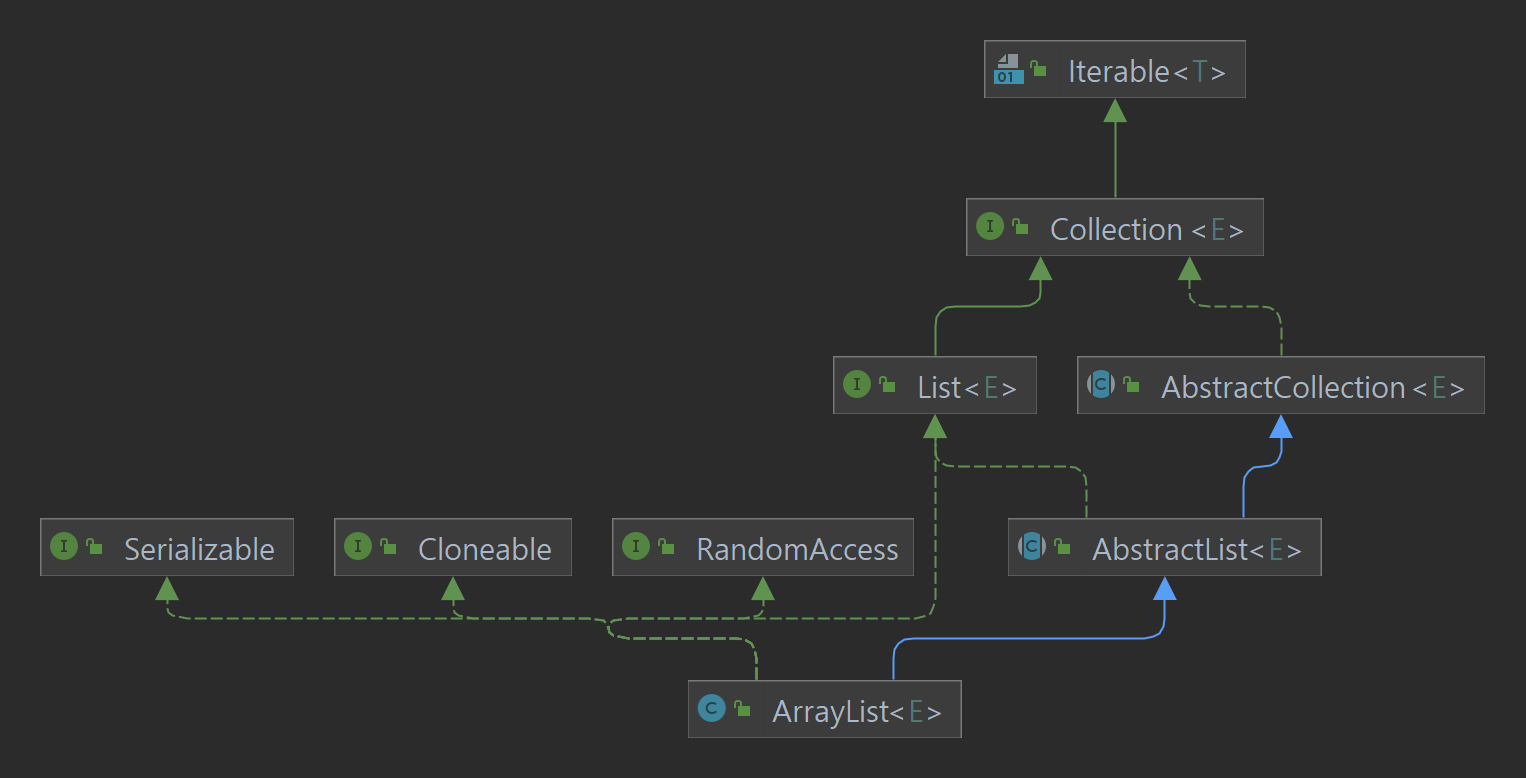 01 Iterable<T>
I Collection <E>
I List<E>
C AbstractCollection <E>
I Serializable
I Cloneable
I RandomAccess
C AbstractList<E>
C ArrayList<E>